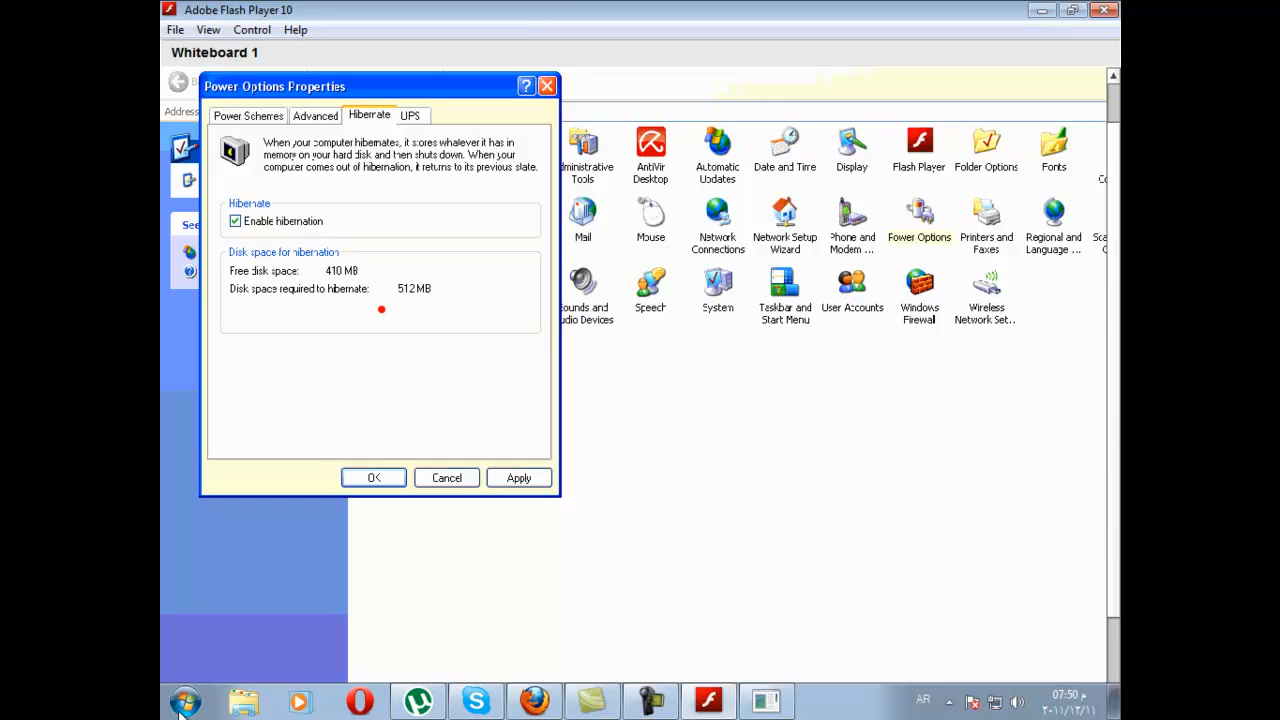 Adobe Flash Player 10
File View Control Help
Whiteboard 1
Power Options Properties
Address
Power Schemes Advanced Hibernate UPS
When your computer hibernates, it stores whatever it has in
memory on your hard disk and then shuts down. When your
computer comes out of hibernation, it returns to its previous state.
Hibernate
Enable hibernation
See
Disk space for hibernation
Free disk space: 410 MB
Disk space required to hibernate: 512 MB
OK Cancel Apply
dministrative
Tools
AntiVir
Desktop
Automatic
Updates
Date and Time
Display
Flash Player
Folder Options
Fonts
Mail
Mouse
Network
Connections
Network Setup
Wizard
Phone and
Modem ...
Power Options
Printers and
Faxes
Regional and
Language ...
Sounds and
udio Devices
Speech
System
Taskbar and
Start Menu
User Accounts
Windows
Firewall
Wireless
Network Set...
AR
07:50 م
٢٠١١/١٢/١١